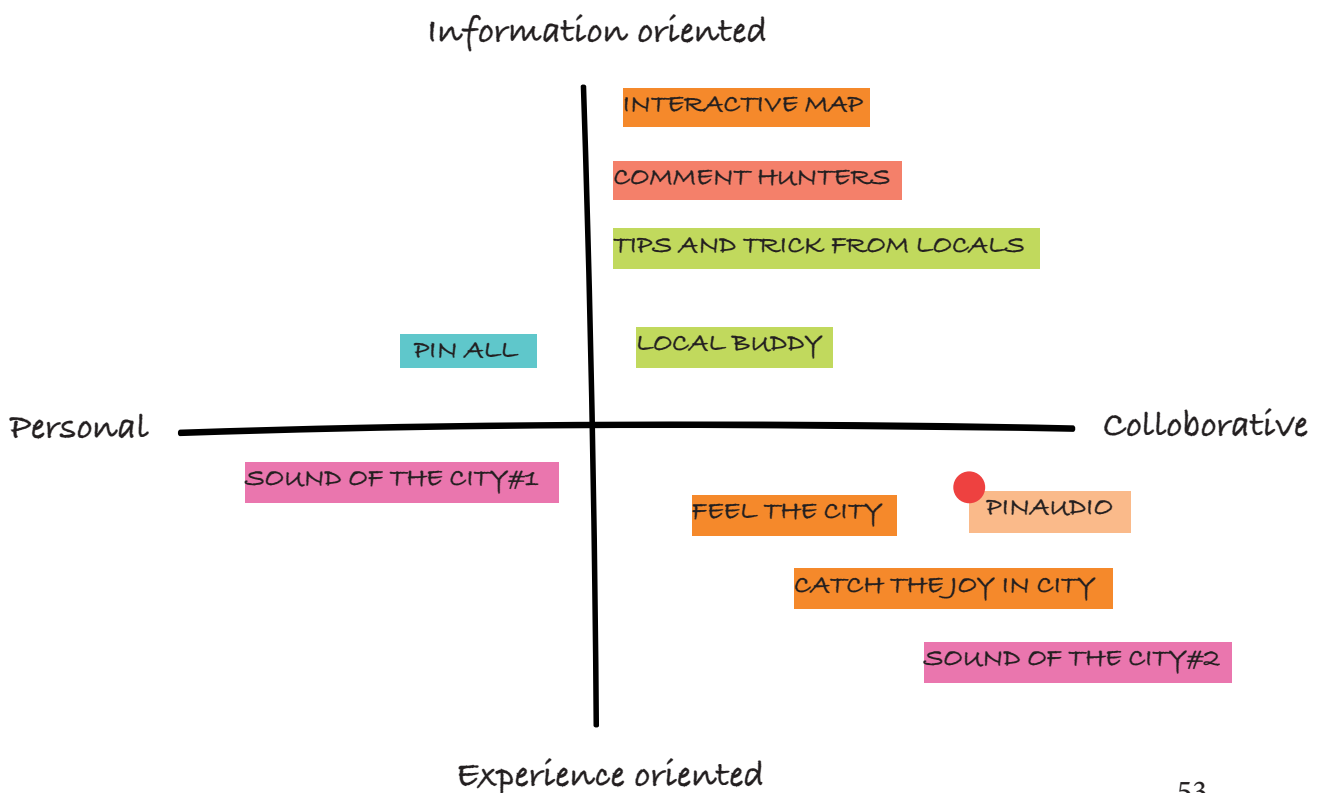 Information oriented
INTERACTIVE MAP
COMMENT HUNTERS
TIPS AND TRICK FROM LOCALS
PIN ALL
LOCAL BUDDY
Personal
Colloborative
SOUND OF THE CITY#1
FEEL THE CITY
PINAUDIO
CATCH THE JOY IN CITY
SOUND OF THE CITY#2
Experience oriented
53